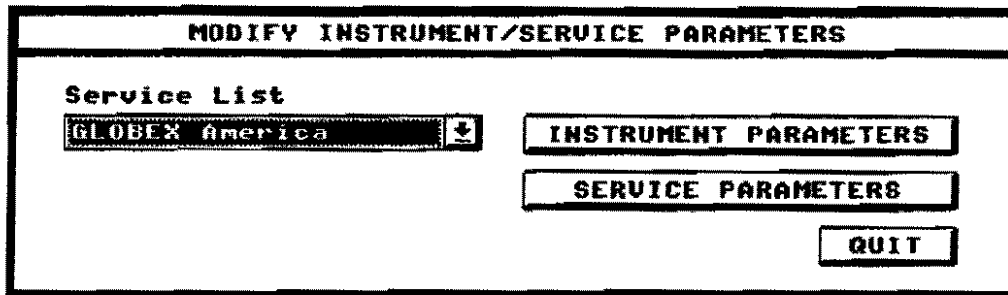 MODIFY INSTRUMENT/SERVICE PARAMETERS
Service List
GLOBEX America
INSTRUMENT PARAMETERS
SERVICE PARAMETERS
QUIT